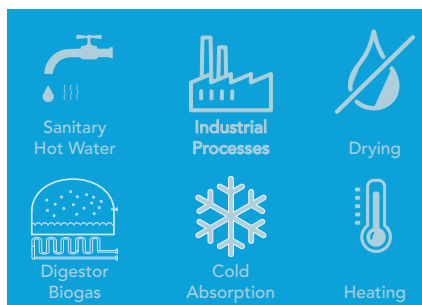 Sanitary
Hot Water
Industrial
Processes
Drying
Digestor
Biogas
Cold
Absorption
Heating